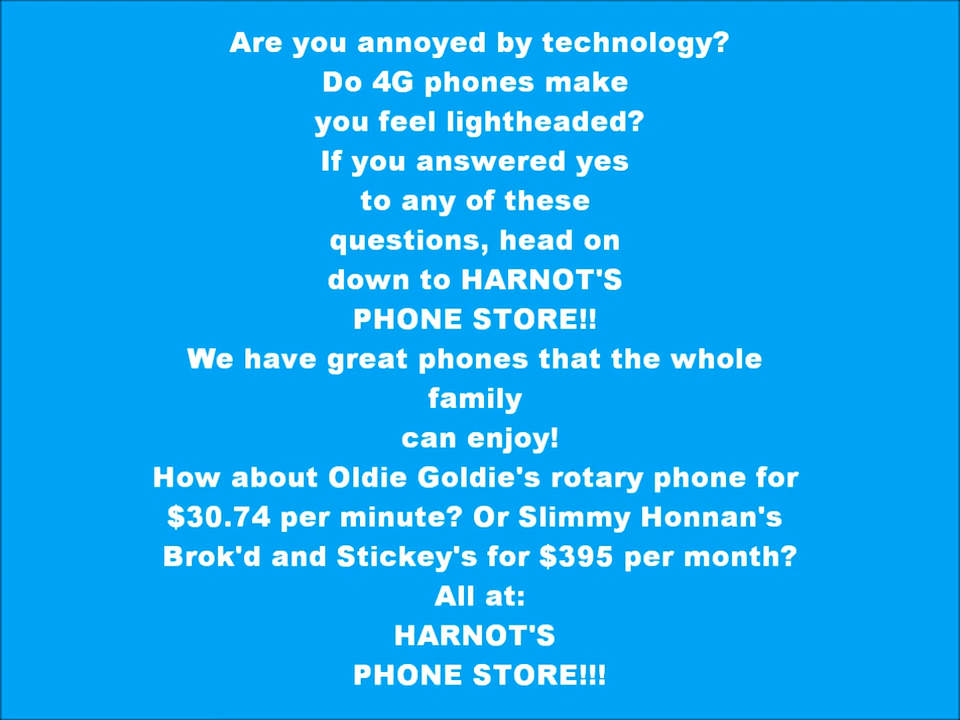 Are you annoyed by technology?
Do 4G phones make
you feel lightheaded?
If you answered yes
to any of these
questions, head on
down to HARNOT'S
PHONE STORE!!
We have great phones that the whole
family
can enjoy!
How about Oldie Goldie's rotary phone for
$30.74 per minute? Or Slimmy Honnan's
Brok'd and Stickey's for $395 per month?
All at:
HARNOT'S
PHONE STORE!!!